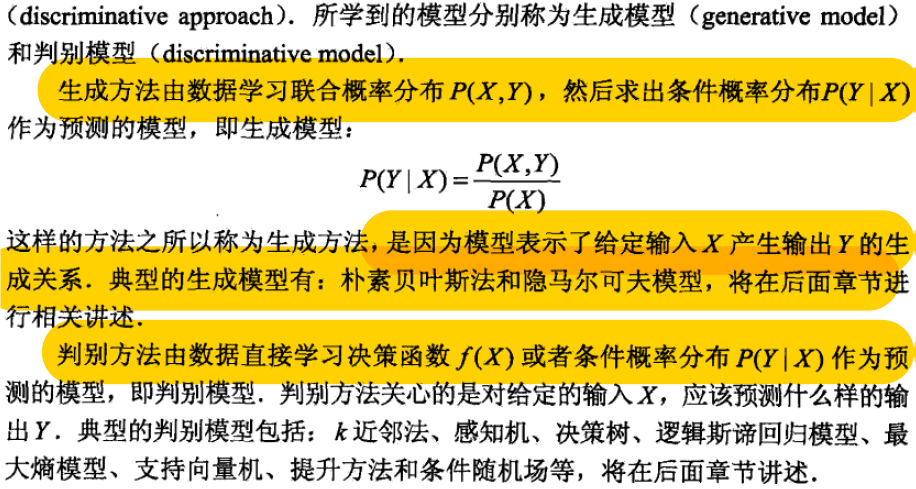 （discriminative approach）．所学到的模型分别称为生成模型（generative model）
和判别模型（discriminative model）．
生成方法由数据学习联合概率分布 P(X,Y)，然后求出条件概率分布P(Y|X)
作为预测的模型，即生成模型：
P(Y|X)=P(X,Y)/P(X)
这样的方法之所以称为生成方法，是因为模型表示了给定输入 X 产生输出 Y 的生
成关系．典型的生成模型有：朴素贝叶斯法和隐马尔可夫模型，将在后面章节进
行相关讲述．
判别方法由数据直接学习决策函数 f(X) 或者条件概率分布 P(Y|X) 作为预
测的模型，即判别模型．判别方法关心的是对给定的输入 X，应该预测什么样的输
出 Y．典型的判别模型包括：k 近邻法、感知机、决策树、逻辑斯谛回归模型、最
大熵模型、支持向量机、提升方法和条件随机场等，将在后面章节讲述．